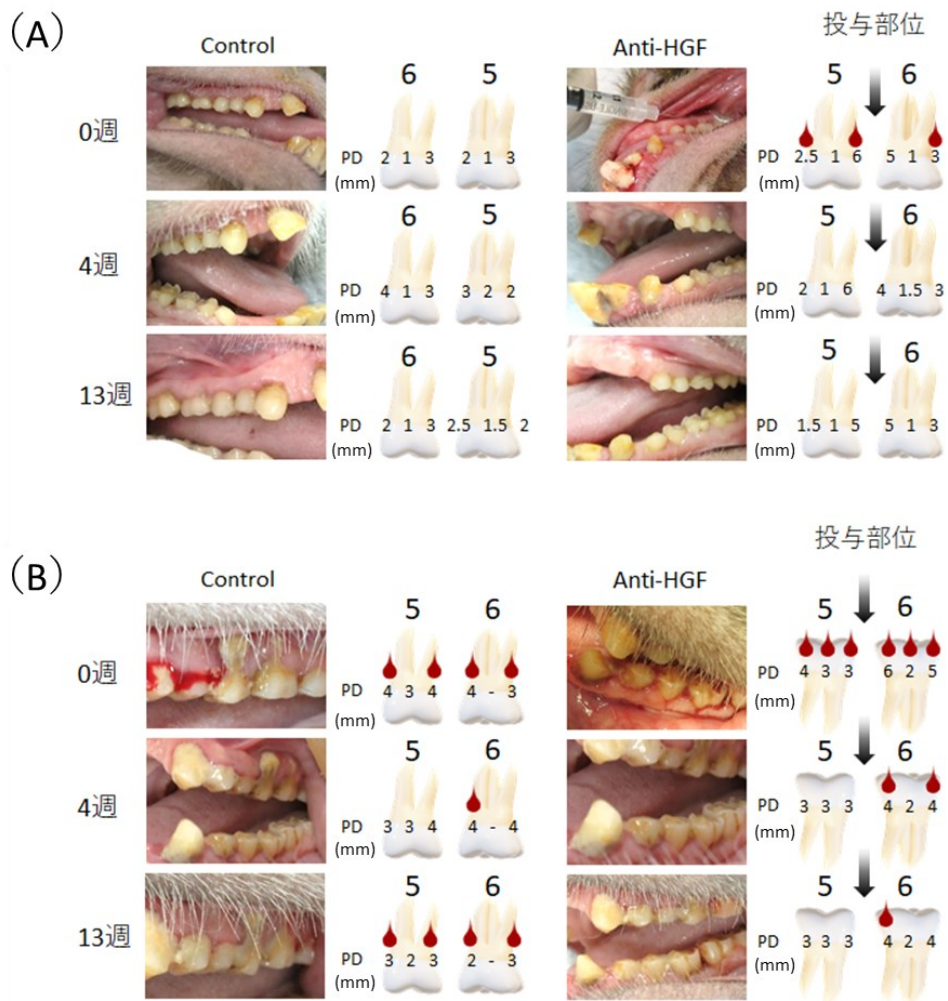 (A)
Control
Anti-HGF
投与部位
0週
6 5
PD 2 1 3 2 1 3
(mm)
5 6
PD 2.5 1 6 5 1 3
(mm)
4週
6 5
PD 4 1 3 3 2 2
(mm)
5 6
PD 2 1 6 4 1.5 3
(mm)
13週
6 5
PD 2 1 3 2.5 1.5 2
(mm)
5 6
PD 1.5 1 5 5 1 3
(mm)
(B)
Control
Anti-HGF
投与部位
0週
5 6
PD 4 3 4 4 - 3
(mm)
5 6
PD 4 3 3 6 2 5
(mm)
4週
5 6
PD 3 3 4 4 - 4
(mm)
5 6
PD 3 3 3 4 2 4
(mm)
13週
5 6
PD 3 2 3 2 - 3
(mm)
5 6
PD 3 3 3 4 2 4
(mm)